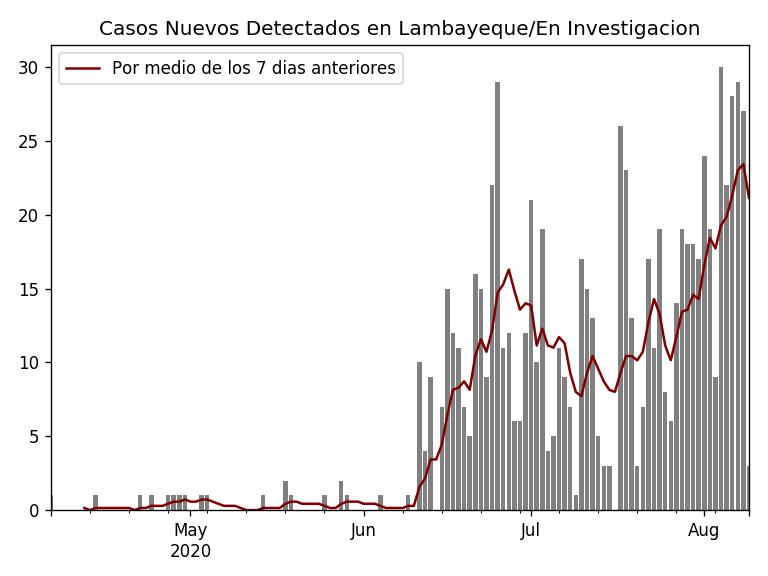 Casos Nuevos Detectados en Lambayeque/En Investigacion
Por medio de los 7 dias anteriores
30
25
20
15
10
5
0
May
2020
Jun
Jul
Aug